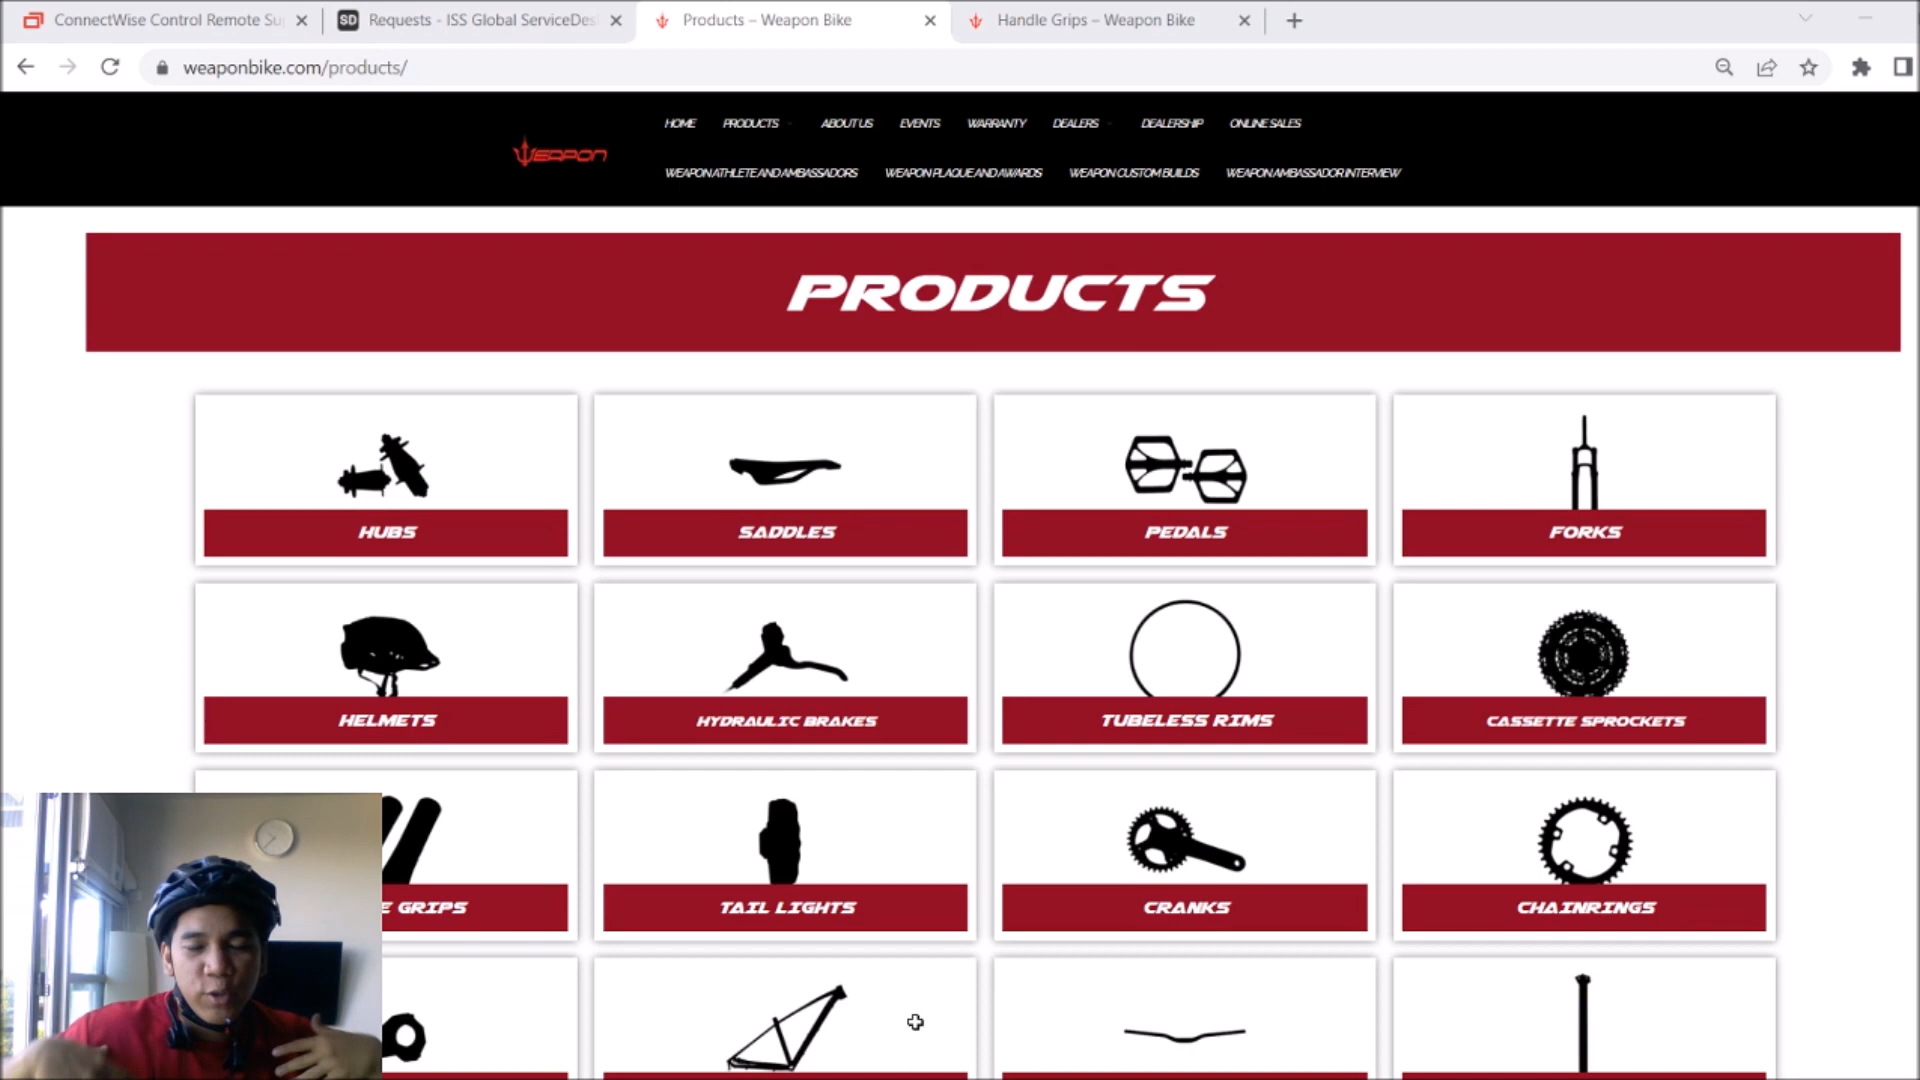 ConnectWise Control Remote Su
Requests - ISS Global ServiceDes
Products – Weapon Bike
Handle Grips – Weapon Bike
weaponbike.com/products/
WEAPON
HOME PRODUCTS ABOUT US EVENTS WARRANTY DEALERS DEALERSHIP ONLINE SALES
WEAPON ATHLETE AND AMBASSADORS WEAPON PLAQUE AND AWARDS WEAPON CUSTOM BUILDS WEAPON AMBASSADOR INTERVIEW
PRODUCTS
HUBS SADDLES PEDALS FORKS
HELMETS HYDRAULIC BRAKES TUBELESS RIMS CASSETTE SPROCKETS
E GRIPS TAIL LIGHTS CRANKS CHAINRINGS